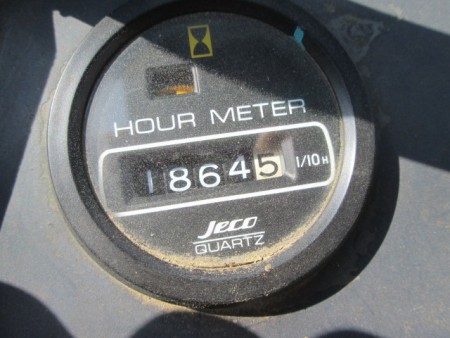 HOUR METER
18645 1/10H
Jeco
QUARTZ